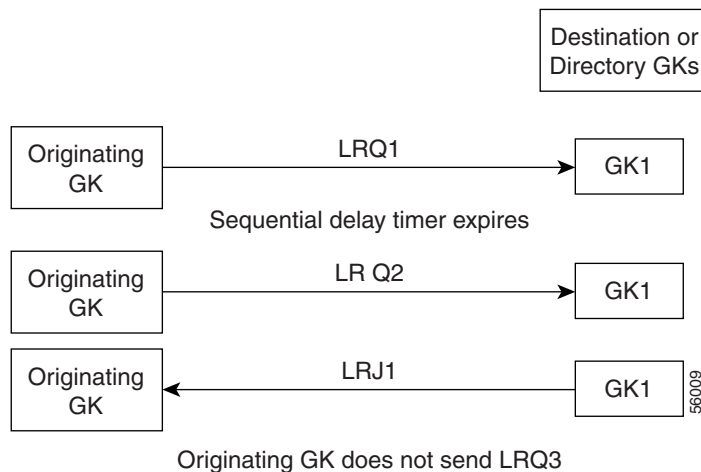 Destination or
Directory GKs
Originating
GK
LRQ1
GK1
Sequential delay timer expires
Originating
GK
LR Q2
GK1
Originating
GK
LRJ1
GK1
56009
Originating GK does not send LRQ3